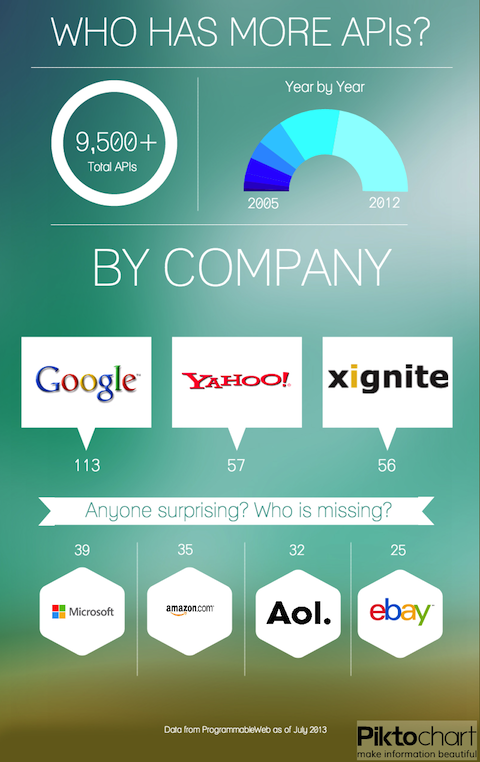 WHO HAS MORE APIs?
Year by Year
9,500+
Total APIs
2005
2012
BY COMPANY
Google™
YAHOO!®
xignite
113
57
56
Anyone surprising? Who is missing?
39
35
32
25
Microsoft
amazon.com®
Aol.
ebay™
Data from ProgrammableWeb as of July 2013
Piktochart
make information beautiful